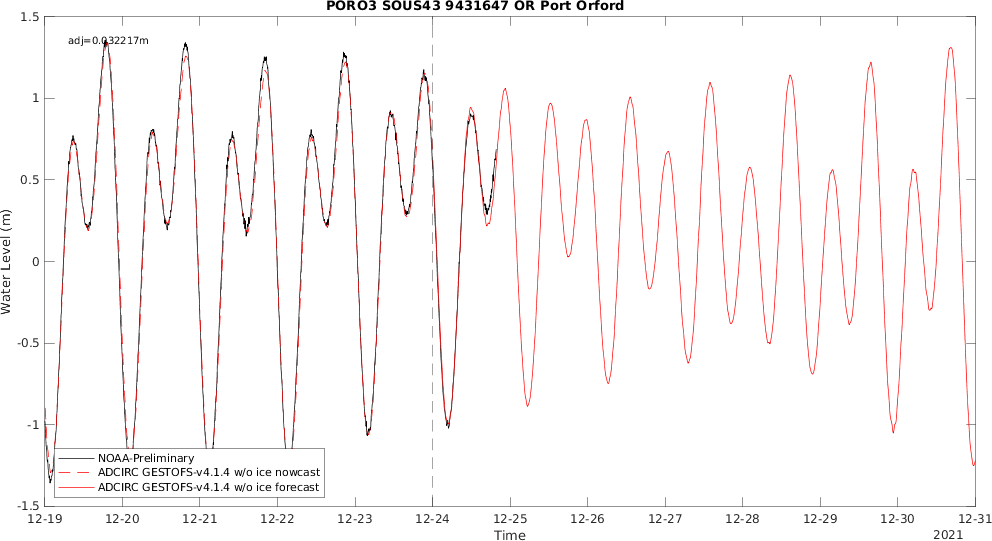 PORO3 SOUS43 9431647 OR Port Orford
adj=0.032217m
1.5
1
0.5
0
-0.5
-1
-1.5
Water Level (m)
NOAA-Preliminary
ADCIRC GESTOFS-v4.1.4 w/o ice nowcast
ADCIRC GESTOFS-v4.1.4 w/o ice forecast
12-19 12-20 12-21 12-22 12-23 12-24 12-25 12-26 12-27 12-28 12-29 12-30 12-31
Time
2021